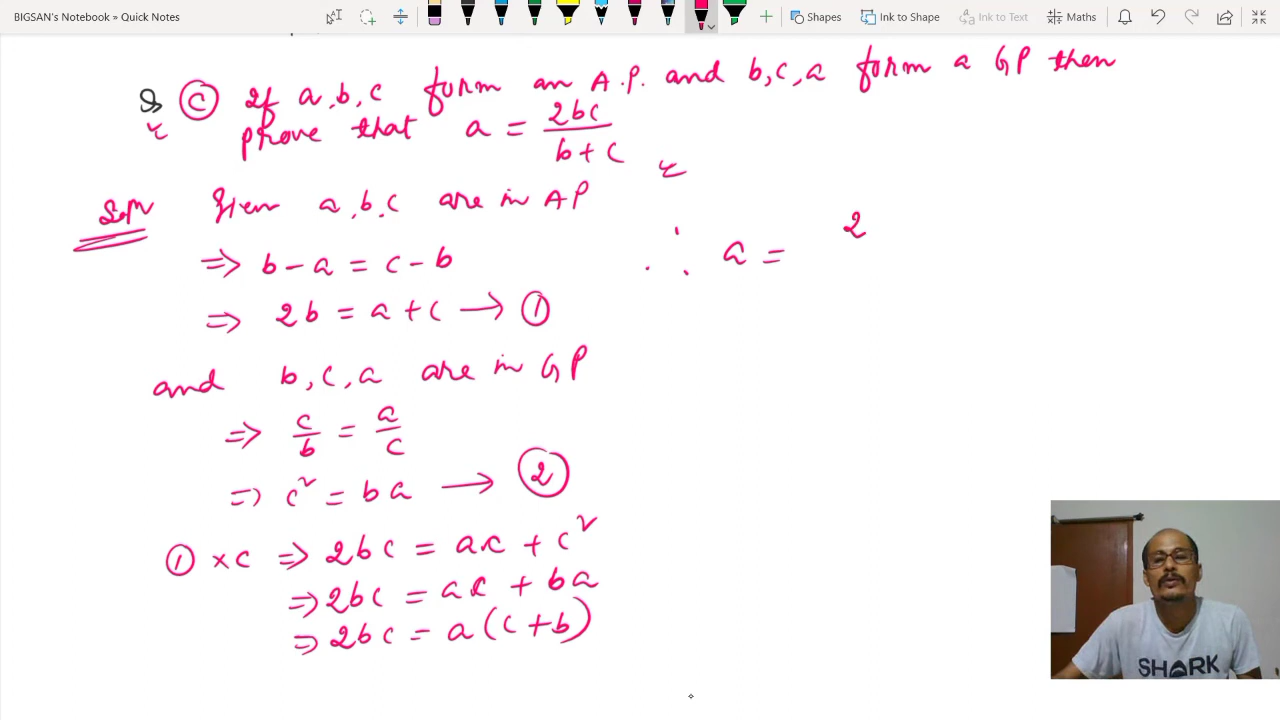 BIGSAN's Notebook » Quick Notes
Shapes
Ink to Shape
Ink to Text
Maths
Q (c) If a, b, c form an A.P. and b, c, a form a GP then
prove that a = 2bc / (b + c)
Soln Given a, b, c are in AP
⇒ b - a = c - b
⇒ 2b = a + c → ①
and b, c, a are in GP
⇒ c/b = a/c
⇒ c² = ba → ②
① × c ⇒ 2bc = ac + c²
⇒ 2bc = ac + ba
⇒ 2bc = a(c + b)
∴ a = 2
SHARK